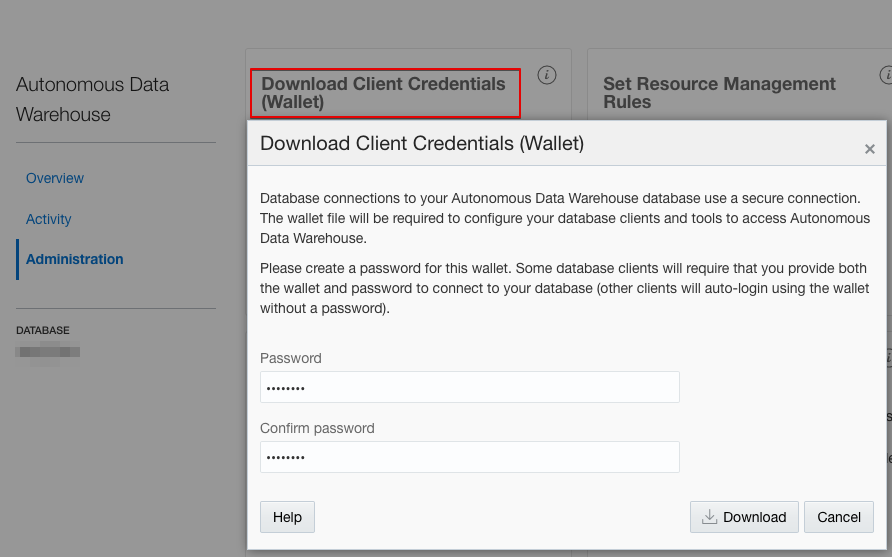 Autonomous Data
Warehouse
Overview
Activity
Administration
DATABASE
Download Client Credentials
(Wallet)
i
Set Resource Management
Rules
i
Download Client Credentials (Wallet)
×
Database connections to your Autonomous Data Warehouse database use a secure connection.
The wallet file will be required to configure your database clients and tools to access Autonomous
Data Warehouse.
Please create a password for this wallet. Some database clients will require that you provide both
the wallet and password to connect to your database (other clients will auto-login using the wallet
without a password).
Password
••••••••
Confirm password
••••••••
Help
Download
Cancel